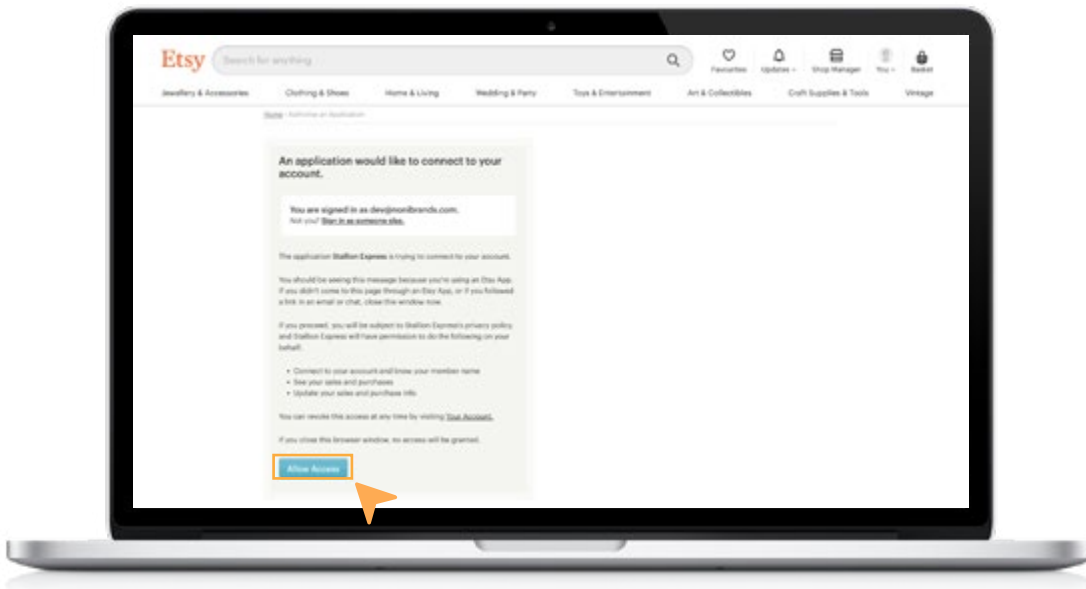 Etsy
Search for anything
Favourites
Updates
Shop Manager
You
Basket
Jewellery & Accessories
Clothing & Shoes
Home & Living
Wedding & Party
Toys & Entertainment
Art & Collectibles
Craft Supplies & Tools
Vintage
Home › Authorise an Application
An application would like to connect to your
account.
You are signed in as dev@nonibrands.com.
Not you? Sign in as someone else.
The application Stallion Express is trying to connect to your account.
You should be seeing this message because you're using an Etsy App.
If you didn't come to this page through an Etsy App, or if you followed
a link in an email or chat, close this window now.
If you proceed, you will be subject to Stallion Express's privacy policy,
and Stallion Express will have permission to do the following on your
behalf:
• Connect to your account and know your member name
• See your sales and purchases
• Update your sales and purchase info
You can revoke this access at any time by visiting Your Account.
If you close this browser window, no access will be granted.
Allow Access